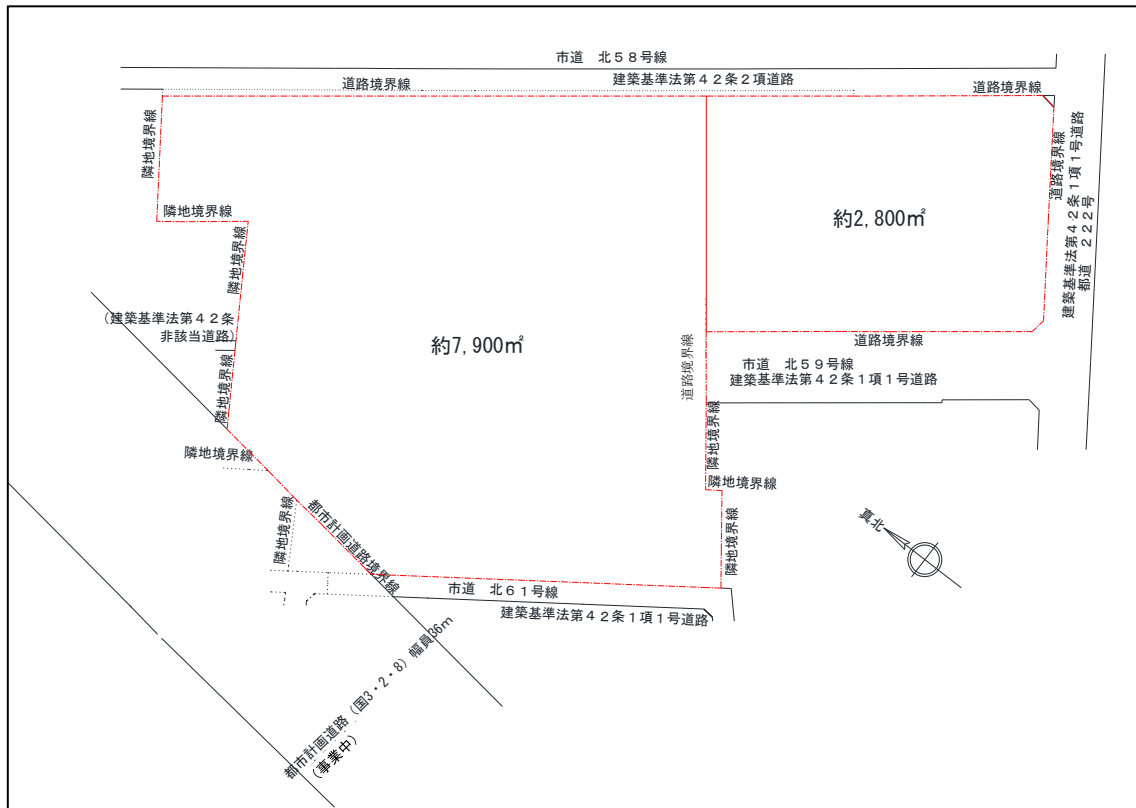 市道　北５８号線
建築基準法第４２条２項道路
道路境界線
道路境界線
隣地境界線
隣地境界線
隣地境界線
（建築基準法第４２条
非該当道路）
隣地境界線
隣地境界線
隣地境界線
都市計画道路境界線
約7,900㎡
約2,800㎡
道路境界線
建築基準法第４２条１項１号道路
都道　２２２号
道路境界線
市道　北５９号線
建築基準法第４２条１項１号道路
道路境界線
隣地境界線
隣地境界線
隣地境界線
真北
市道　北６１号線
建築基準法第４２条１項１号道路
都市計画道路（国3・2・8）幅員36m
（事業中）